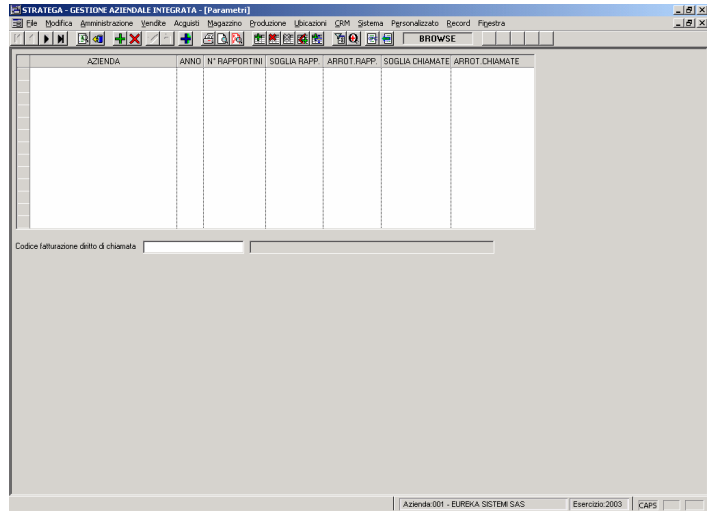 STRATEGA - GESTIONE AZIENDALE INTEGRATA - [Parametri]
File Modifica Amministrazione Vendite Acquisti Magazzino Produzione Ubicazioni CRM Sistema Personalizzato Record Finestra
BROWSE
AZIENDA ANNO N° RAPPORTINI SOGLIA RAPP. ARROT.RAPP. SOGLIA CHIAMATE ARROT.CHIAMATE
Codice fatturazione diritto di chiamata
Azienda:001 - EUREKA SISTEMI SAS Esercizio:2003 CAPS